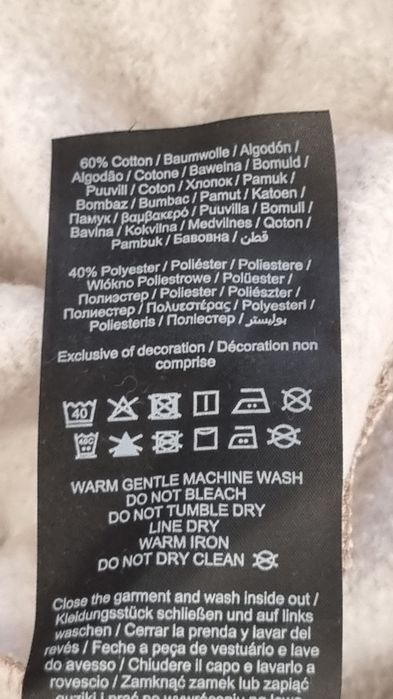 60% Cotton / Baumwolle / Algodón /
Algodão / Cotone / Bawełna / Bomuld /
Puuvill / Coton / Хлопок / Pamuk /
Bombaz / Bumbac / Pamut / Katoen /
Памук / βαμβακερό / Puuvilla / Bomull /
Bavlna / Kokvilna / Medvilnes / Qoton /
Pambuk / Бавовна / قطن
40% Polyester / Poliéster / Poliestere /
Włókno Poliestrowe / Polüester /
Полиэстер / Poliester / Poliészter /
Полиестер / Πολυεστέρας / Polyesteri /
Poliesteris / Поліестер / بوليستر
Exclusive of decoration / Décoration non
comprise
40
40C
WARM GENTLE MACHINE WASH
DO NOT BLEACH
DO NOT TUMBLE DRY
LINE DRY
WARM IRON
DO NOT DRY CLEAN
Close the garment and wash inside out /
Kleidungsstück schließen und auf links
waschen / Cerrar la prenda y lavar del
revés / Feche a peça de vestuário e lave
do avesso / Chiudere il capo e lavarlo a
rovescio / Zamknąć zamek lub zapiąć
guziki i prać na